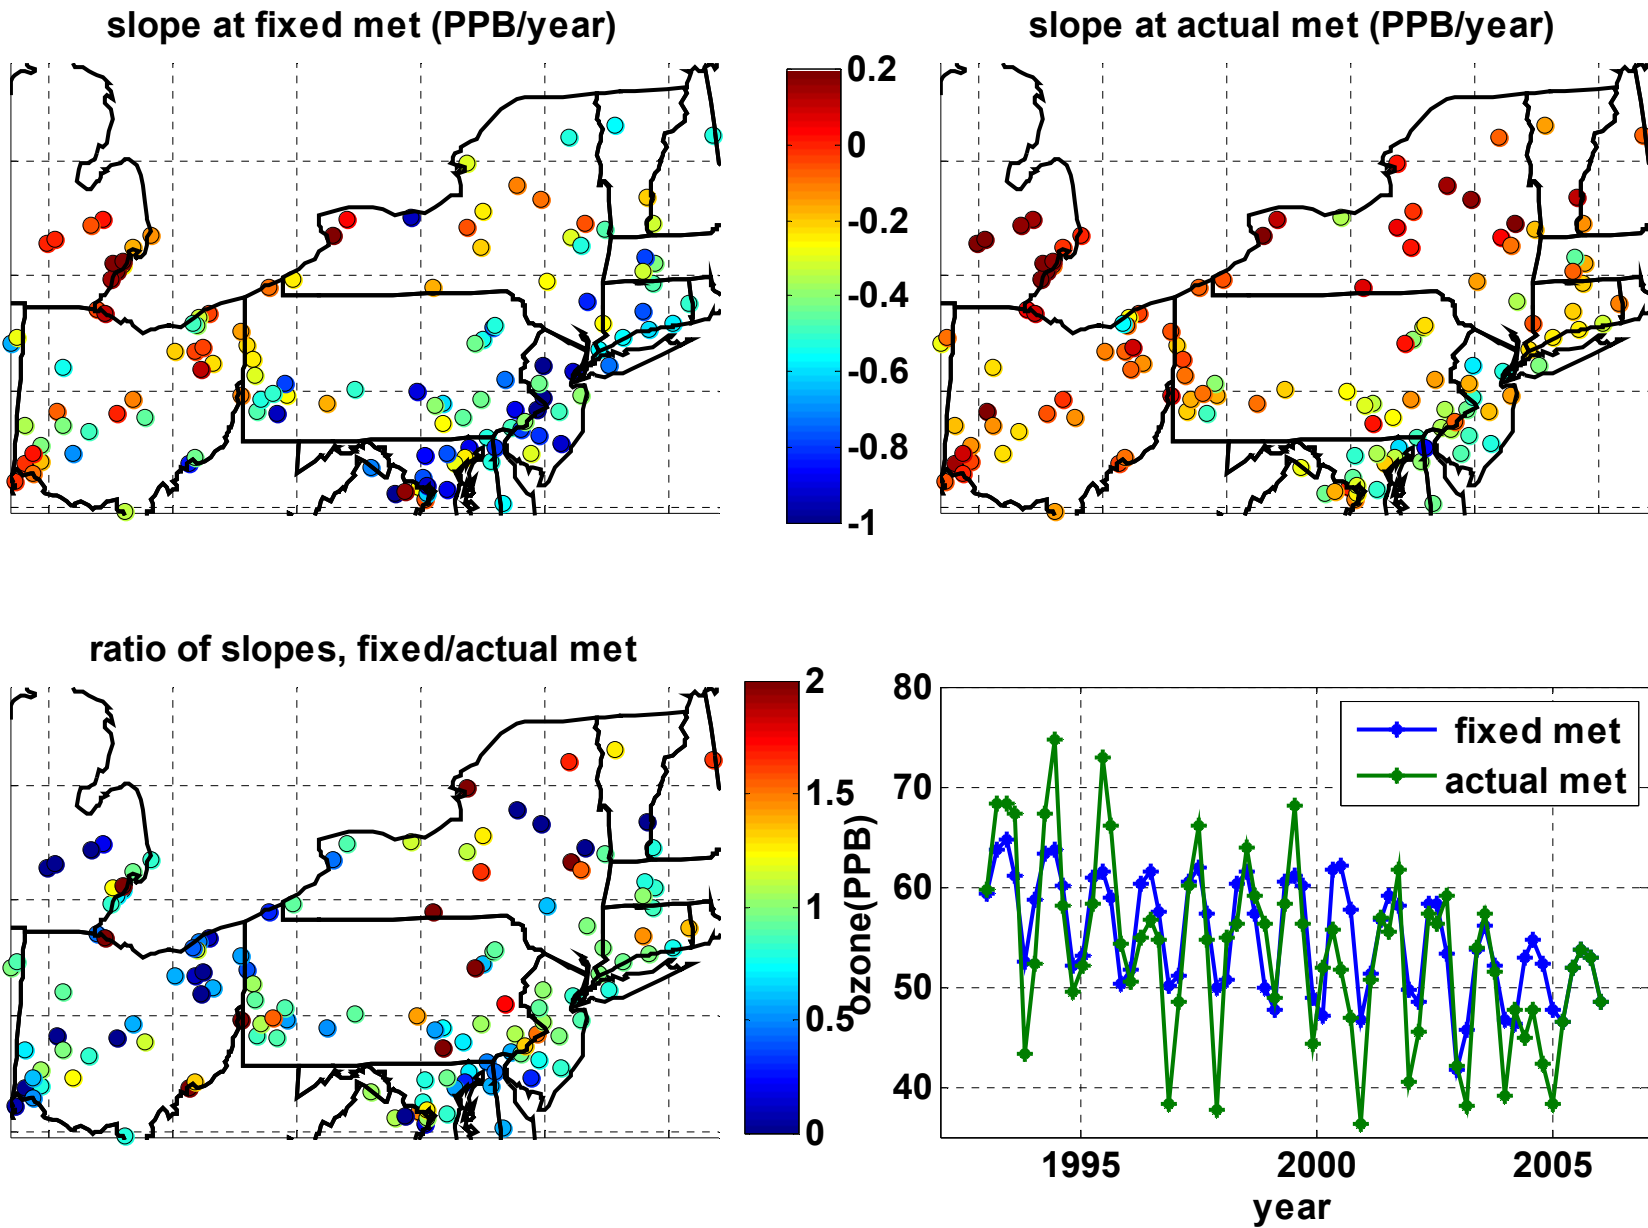 slope at fixed met (PPB/year)
slope at actual met (PPB/year)
0.2
0
-0.2
-0.4
-0.6
-0.8
-1
ratio of slopes, fixed/actual met
2
1.5
1
0.5
0
80
70
60
50
40
ozone(PPB)
fixed met
actual met
1995
2000
2005
year